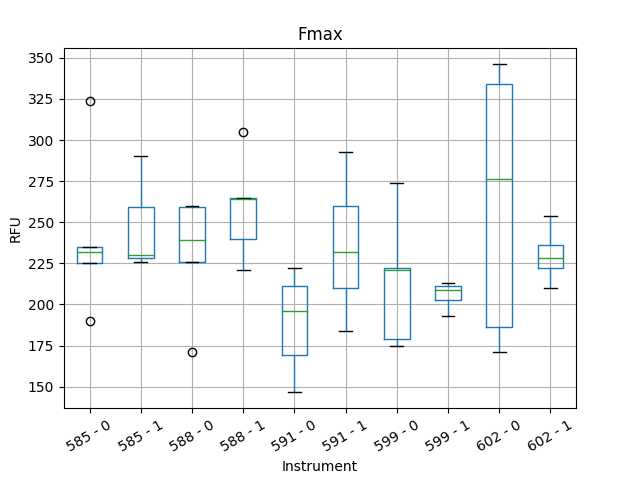 Fmax
350
325
300
275
250
225
200
175
150
RFU
585 - 0
585 - 1
588 - 0
588 - 1
591 - 0
591 - 1
599 - 0
599 - 1
602 - 0
602 - 1
Instrument